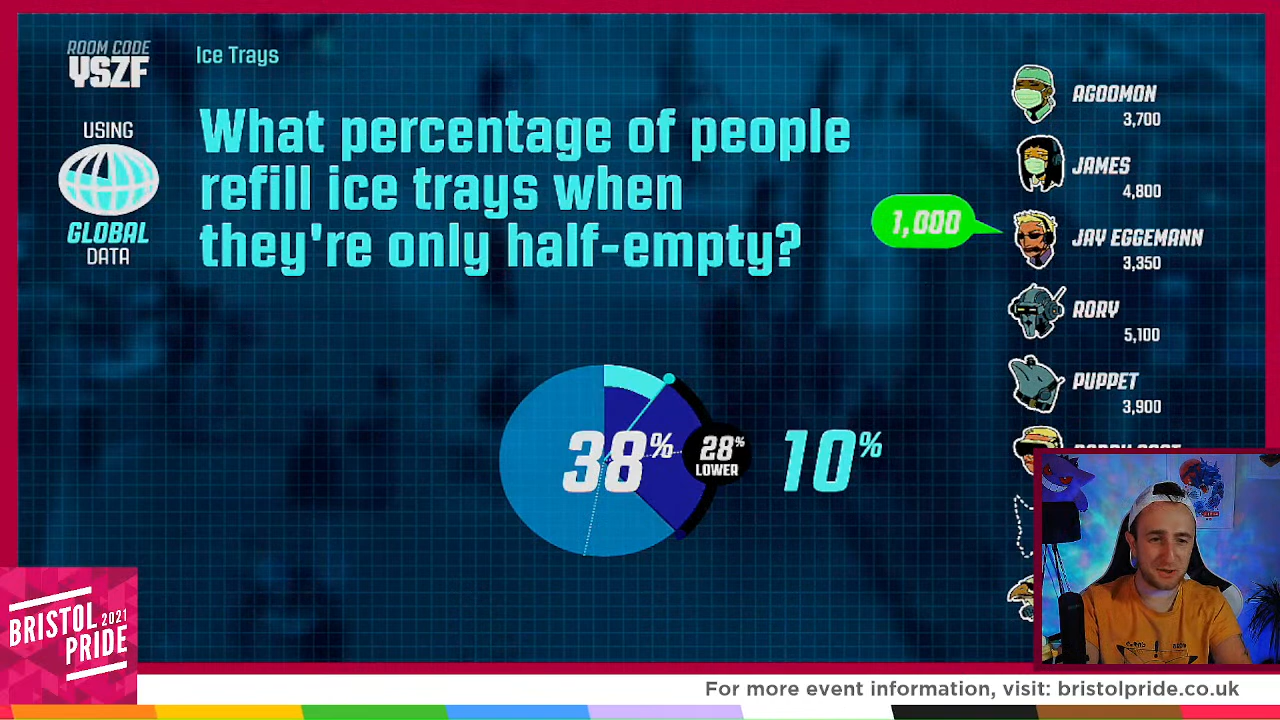 ROOM CODE
YSZF
USING
GLOBAL
DATA
Ice Trays
What percentage of people
refill ice trays when
they're only half-empty?
38%
28%
LOWER
10%
1,000
AGOOMON
3,700
JAMES
4,800
JAY EGGEMANN
3,350
RORY
5,100
PUPPET
3,900
BRISTOL 2021
PRIDE
For more event information, visit: bristolpride.co.uk